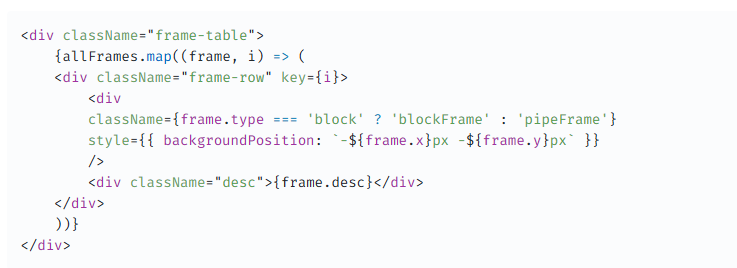 <div className="frame-table">
    {allFrames.map((frame, i) => (
    <div className="frame-row" key={i}>
        <div
        className={frame.type === 'block' ? 'blockFrame' : 'pipeFrame'}
        style={{ backgroundPosition: `-${frame.x}px -${frame.y}px` }}
        />
        <div className="desc">{frame.desc}</div>
    </div>
    ))}
</div>